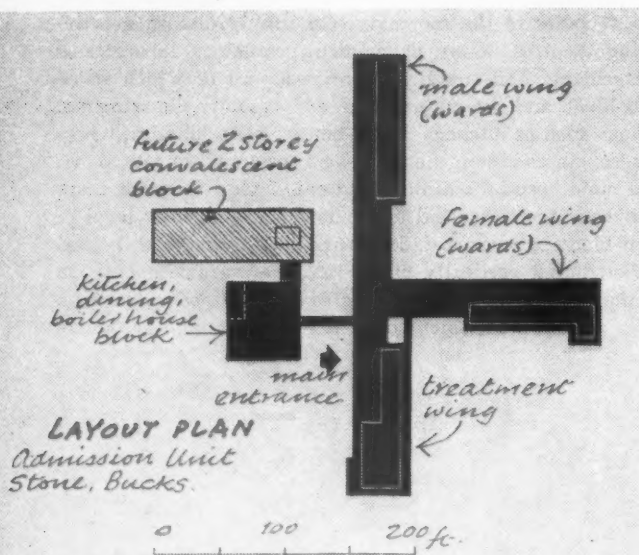 male wing
(wards)
future 2 storey
convalescent
block
female wing
(wards)
kitchen,
dining,
boiler house
block
main
entrance
treatment
wing
LAYOUT PLAN
Admission Unit
Stone, Bucks.
0 100 200 ft.